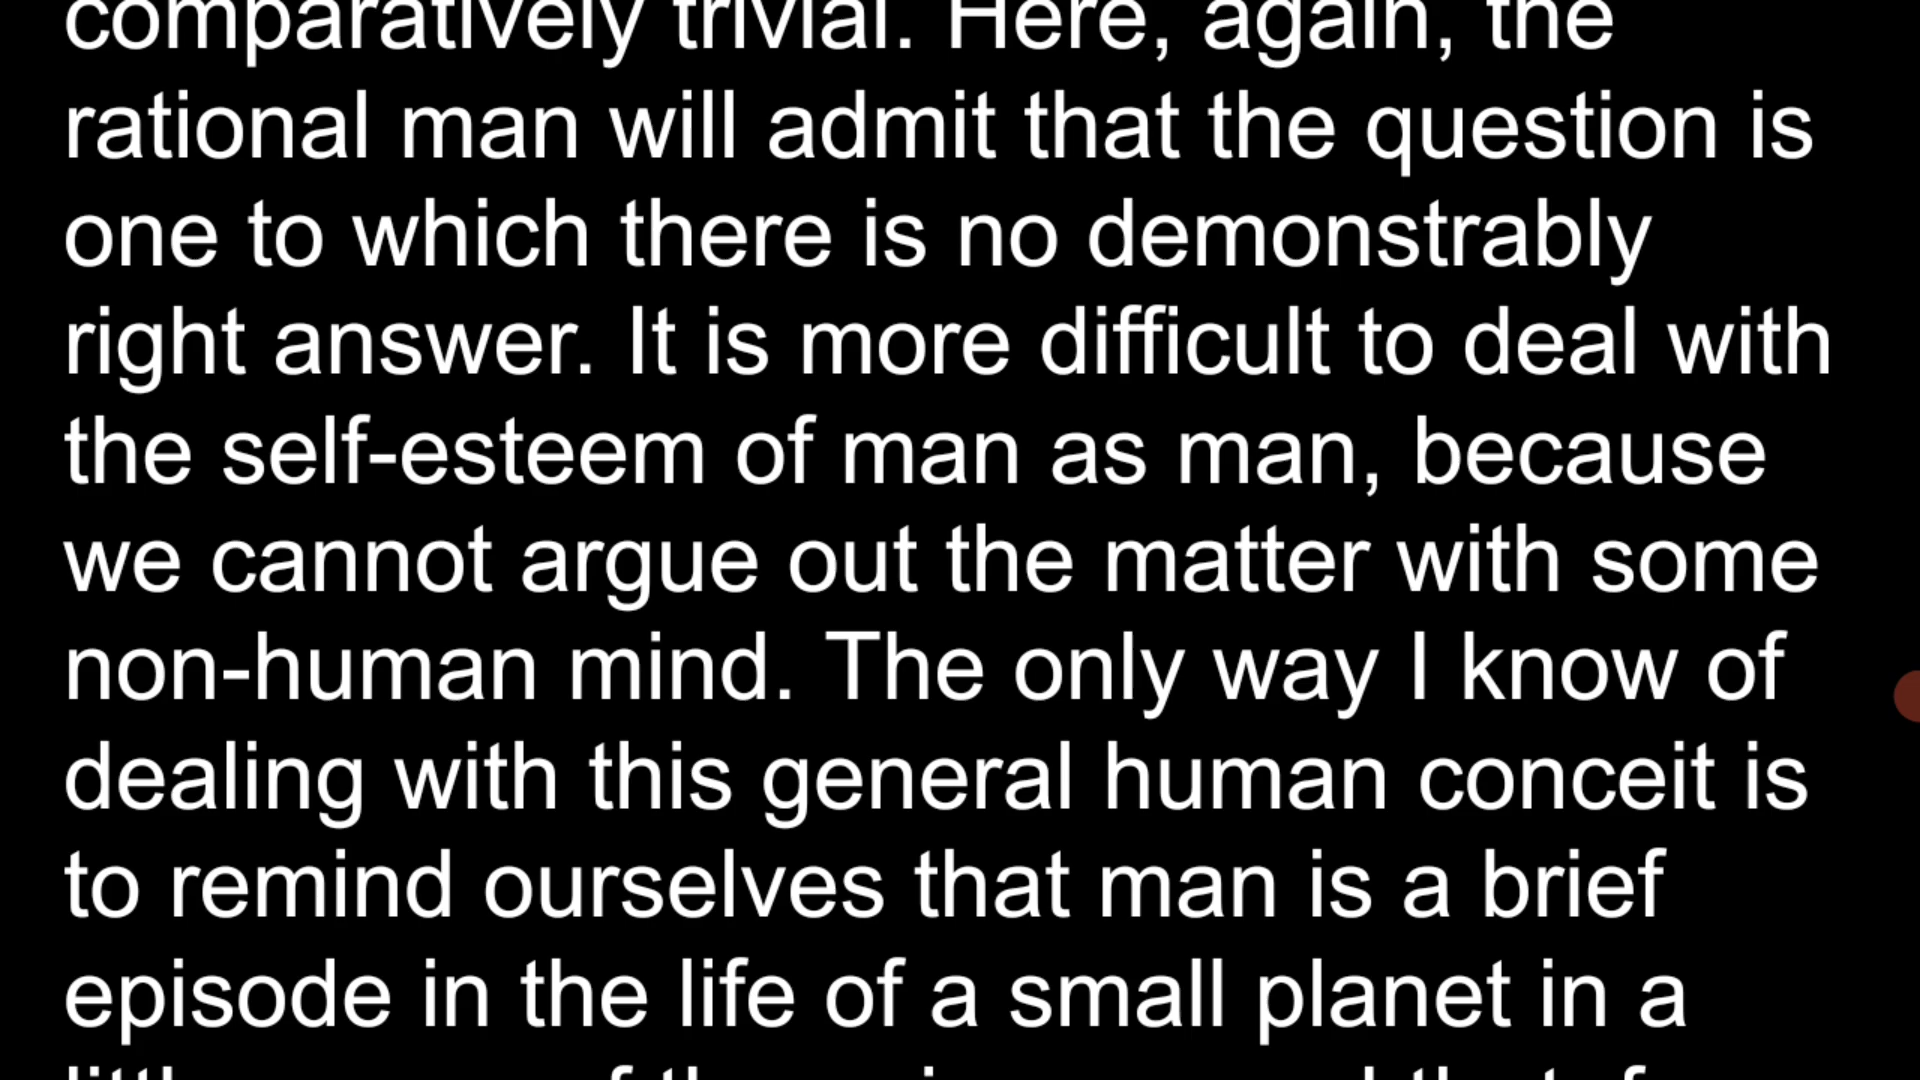 comparatively trivial. Here, again, the
rational man will admit that the question is
one to which there is no demonstrably
right answer. It is more difficult to deal with
the self-esteem of man as man, because
we cannot argue out the matter with some
non-human mind. The only way I know of
dealing with this general human conceit is
to remind ourselves that man is a brief
episode in the life of a small planet in a